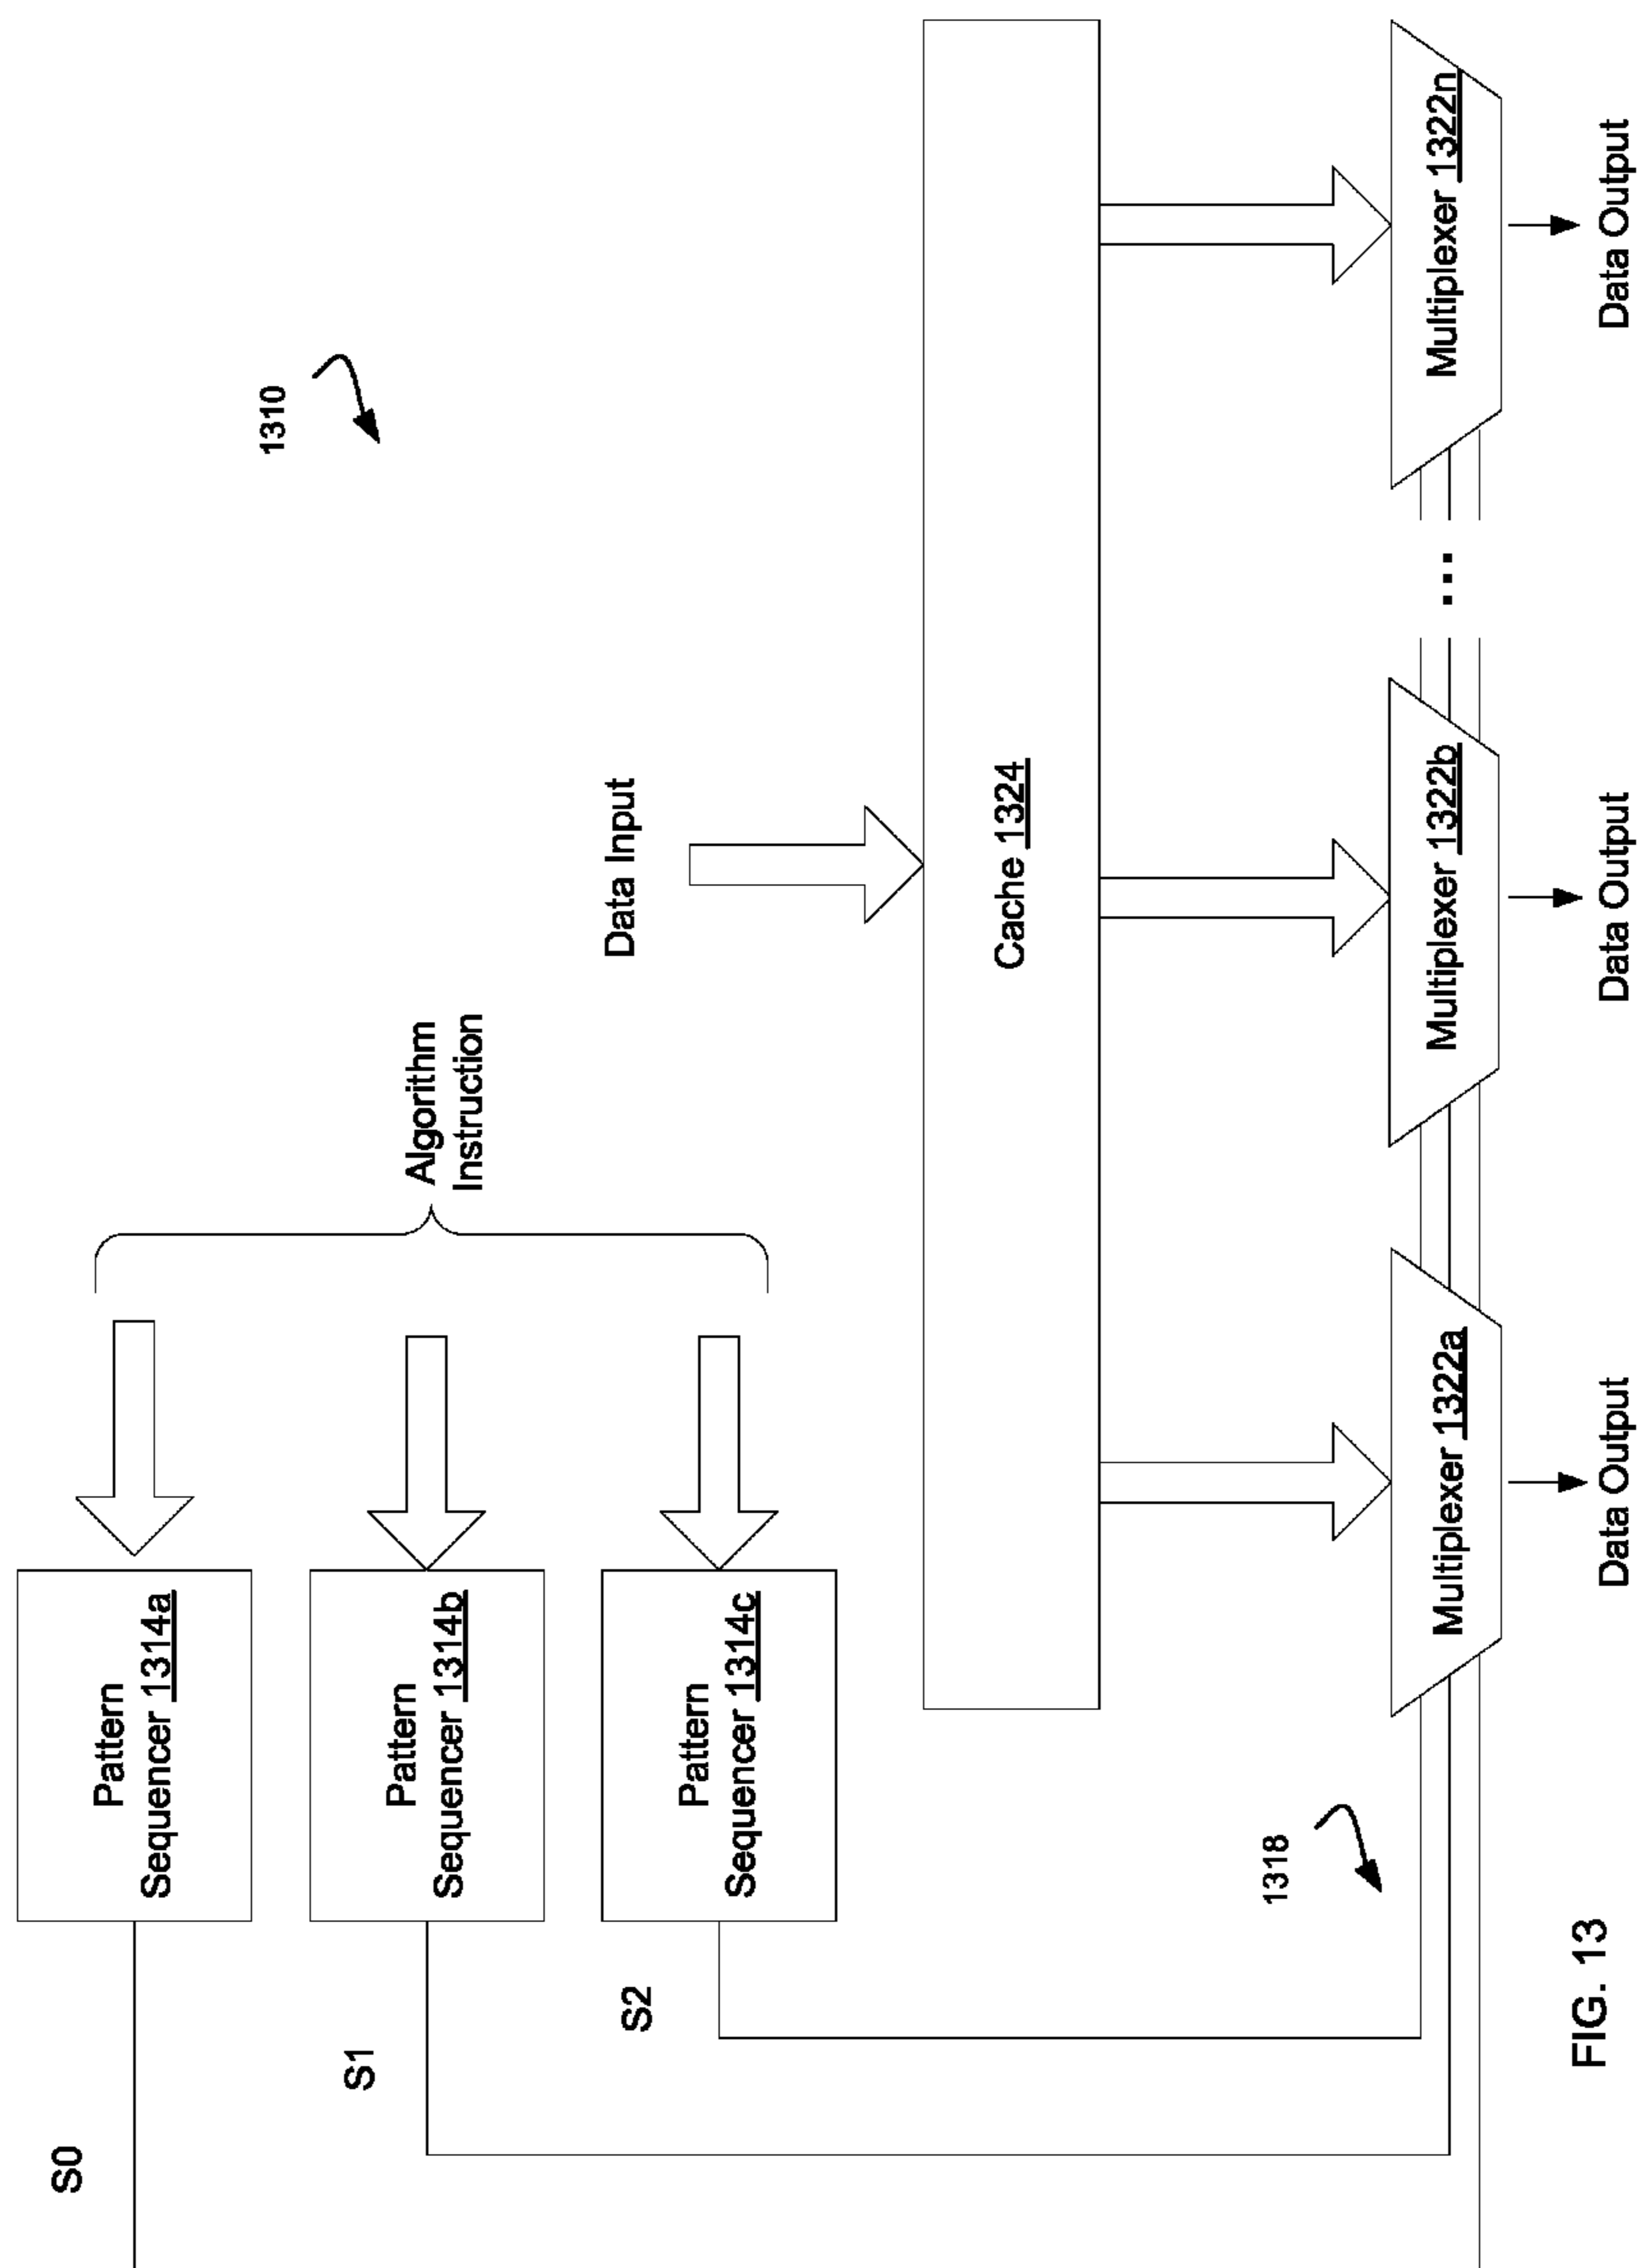 S0
Pattern
Sequencer 1314a
S1
Pattern
Sequencer 1314b
Algorithm
Instruction
1310
S2
Pattern
Sequencer 1314c
Data Input
Cache 1324
1318
Multiplexer 1322a
Multiplexer 1322b
...
Multiplexer 1322n
Data Output
Data Output
Data Output
FIG. 13